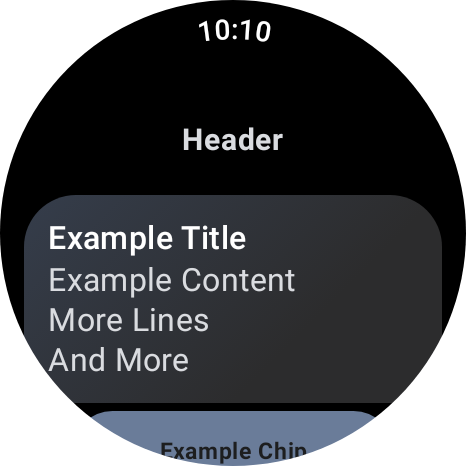 10:10
Header
Example Title
Example Content
More Lines
And More
Example Chip